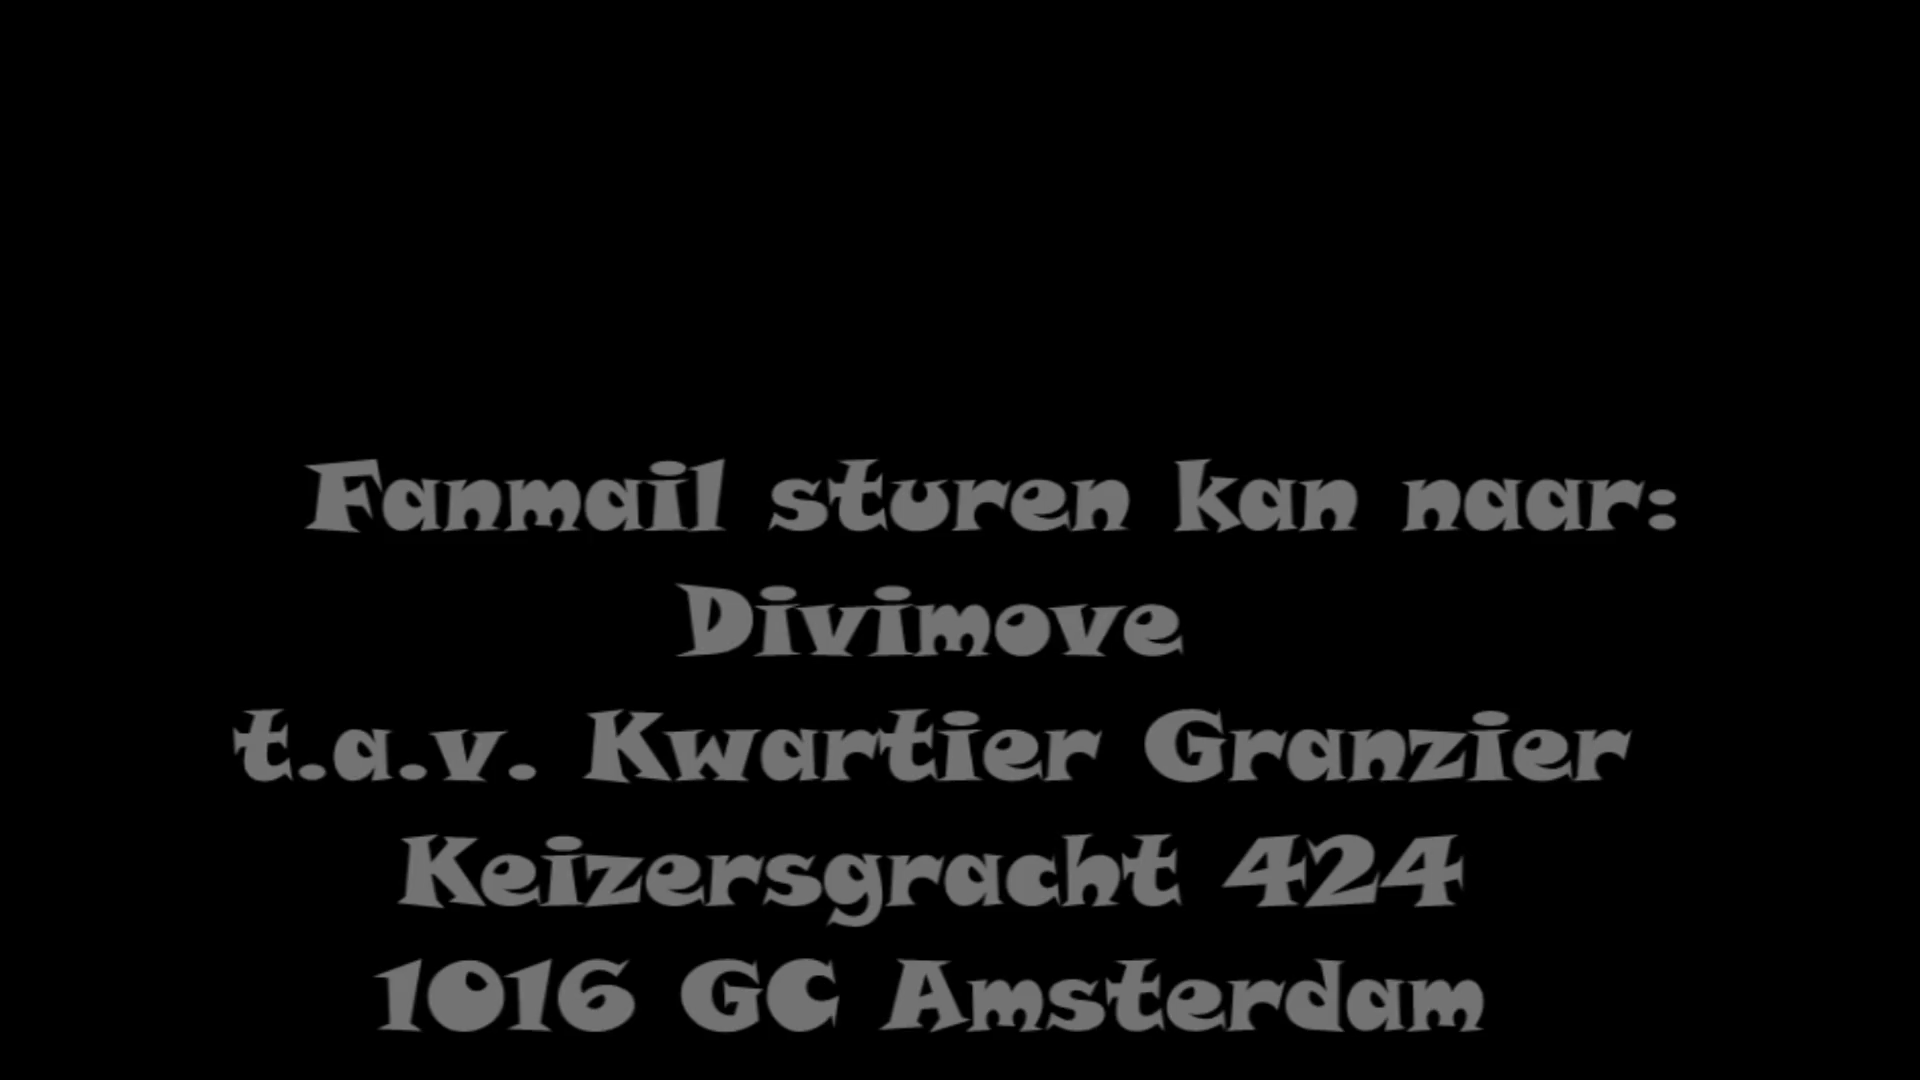 Fanmail sturen kan naar:
Divimove
t.a.v. Kwartier Granzier
Keizersgracht 424
1016 GC Amsterdam